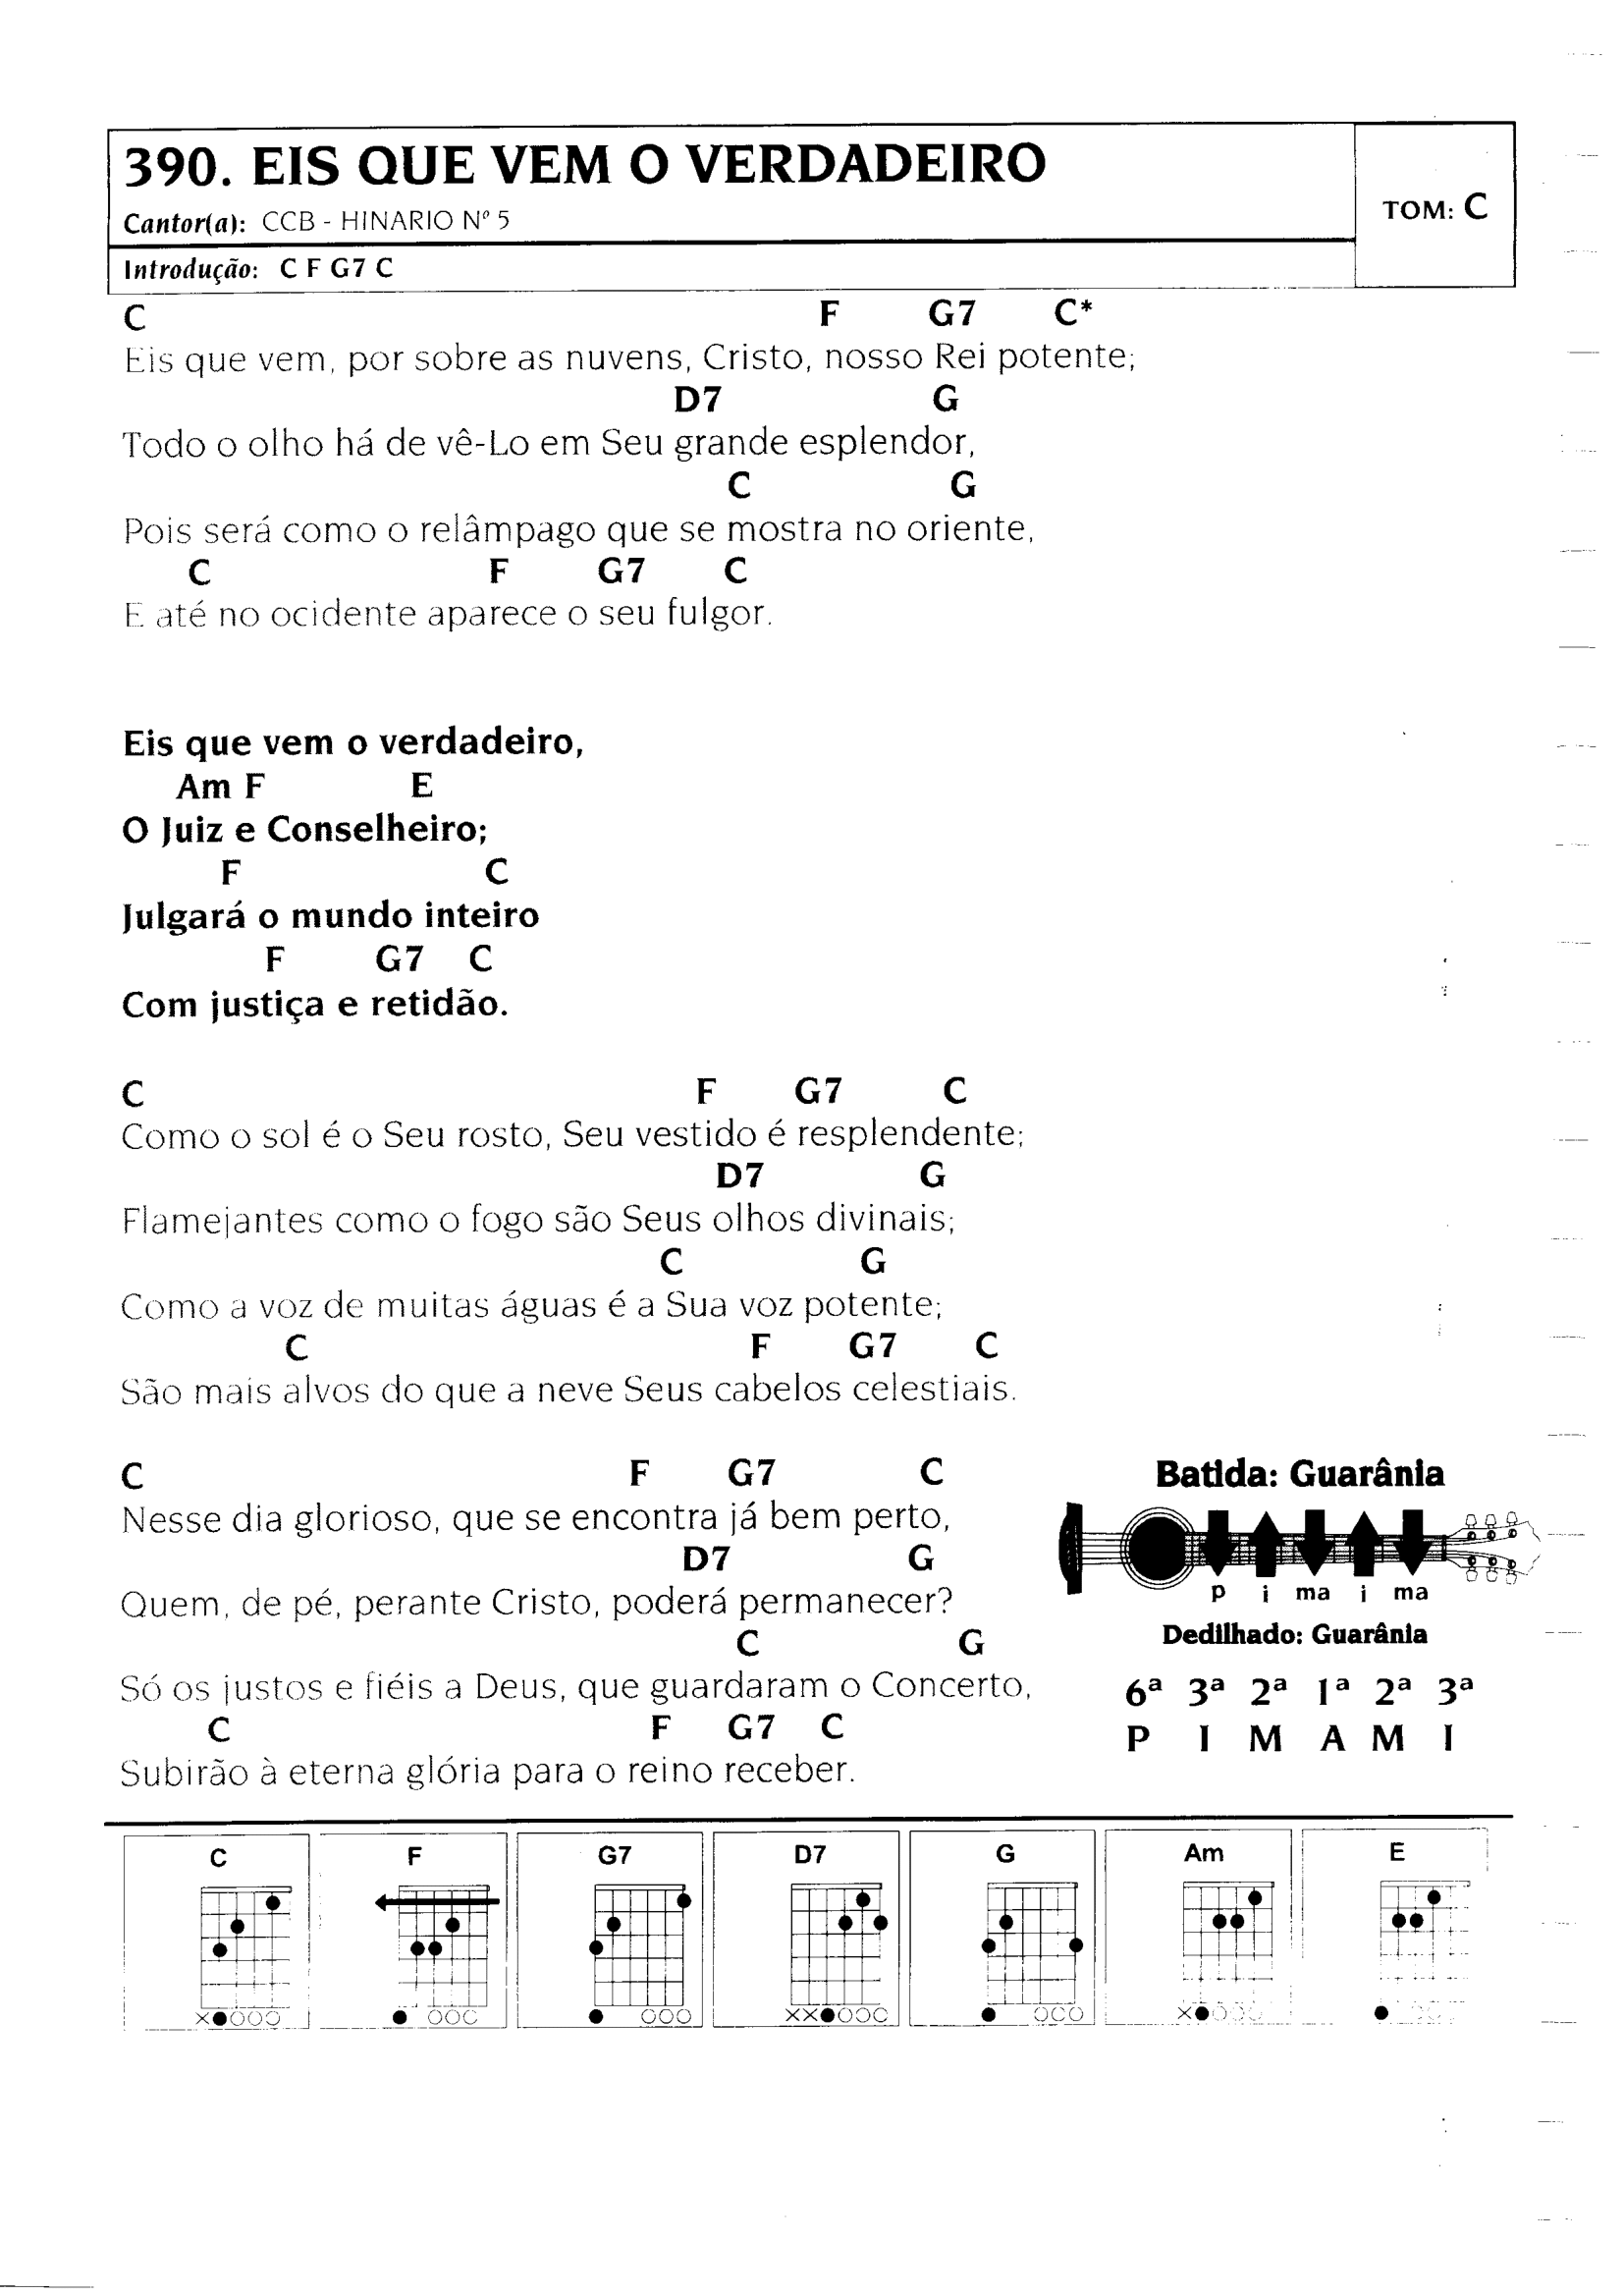 390. EIS QUE VEM O VERDADEIRO
Cantor(a): CCB - HINARIO Nº 5
TOM: C
Introdução: C F G7 C
C F G7 C*
Eis que vem, por sobre as nuvens, Cristo, nosso Rei potente;
D7 G
Todo o olho há de vê-Lo em Seu grande esplendor,
C G
Pois será como o relâmpago que se mostra no oriente,
C F G7 C
E até no ocidente aparece o seu fulgor.
Eis que vem o verdadeiro,
Am F E
O Juiz e Conselheiro;
F C
Julgará o mundo inteiro
F G7 C
Com justiça e retidão.
C F G7 C
Como o sol é o Seu rosto, Seu vestido é resplendente;
D7 G
Flamejantes como o fogo são Seus olhos divinais;
C G
Como a voz de muitas águas é a Sua voz potente;
C F G7 C
São mais alvos do que a neve Seus cabelos celestiais.
C F G7 C
Nesse dia glorioso, que se encontra já bem perto,
D7 G
Quem, de pé, perante Cristo, poderá permanecer?
C G
Só os justos e fiéis a Deus, que guardaram o Concerto,
C F G7 C
Subirão à eterna glória para o reino receber.
Batida: Guarânia
p i ma i ma
Dedilhado: Guarânia
6ª 3ª 2ª 1ª 2ª 3ª
P I M A M I
C F G7 D7 G Am E